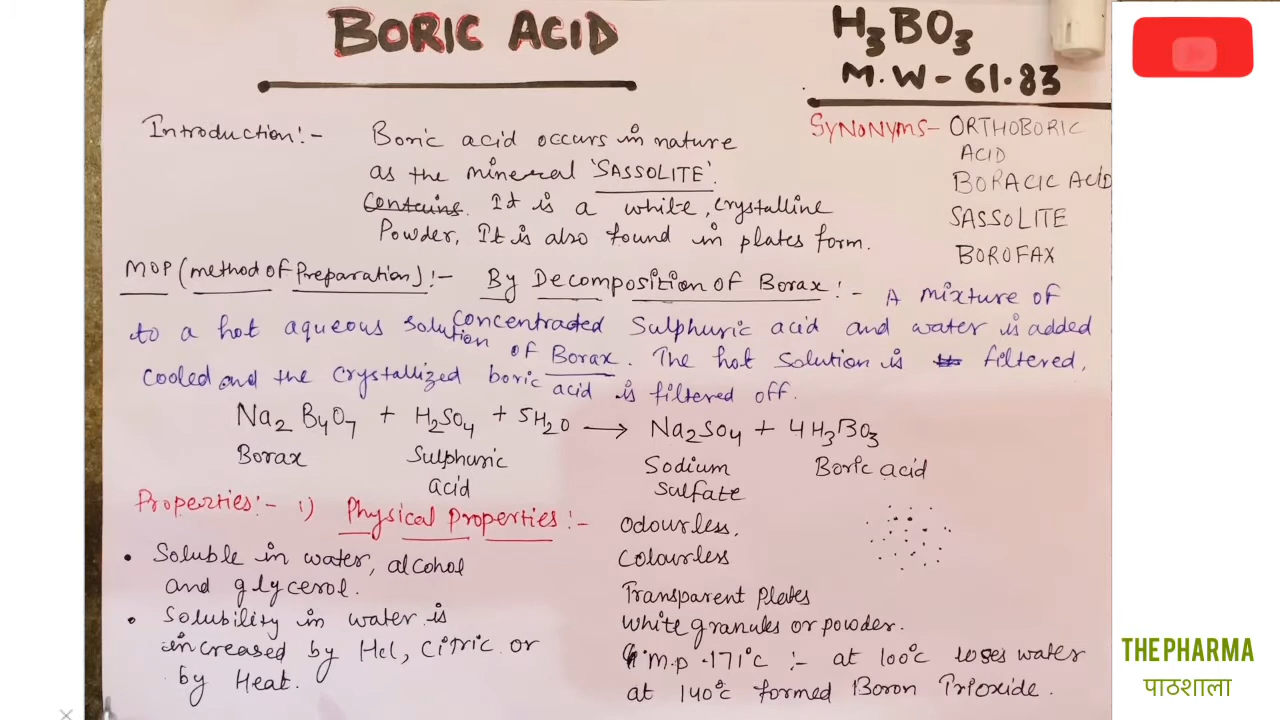 BORIC ACID
H3BO3
M.W - 61.83
Introduction:- Boric acid occurs in nature
as the mineral 'SASSOLITE'.
Contains. It is a white, crystalline
Powder, It is also found in plates form.
SYNONYMS- ORTHOBORIC
ACID
BORACIC ACID
SASSOLITE
BOROFAX
MOP (method of Preparation) :- By Decomposition of Borax :- A mixture of
concentrated Sulphuric acid and water is added
to a hot aqueous solution
of Borax. The hot solution is filtered,
cooled and the crystallized boric
acid is filtered off.
Na2 B4O7 + H2SO4 + 5H2O → Na2SO4 + 4H3BO3
Borax Sulphuric Sodium Boric acid
acid Sulfate
Properties:- 1) Physical Properties :-
• Soluble in water, alcohol
and glycerol.
• Solubility in water is
increased by Hcl, Citric or
by Heat.
Odourless,
Colourless
Transparent Plates
White granules or powder.
M.p .171°c :- at 100°c loses water
at 140°c formed Boron Trioxide.
THE PHARMA
पाठशाला